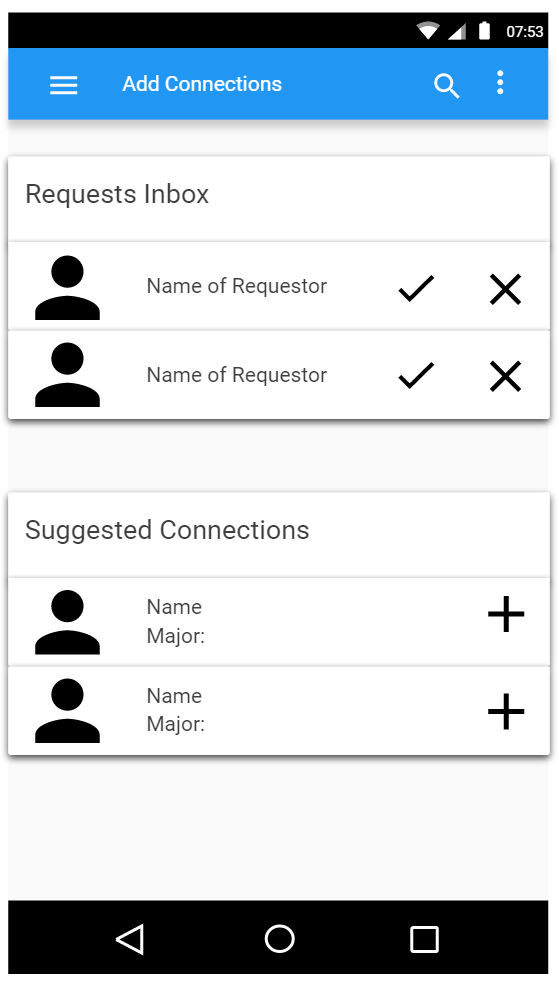 07:53
Add Connections
Requests Inbox
Name of Requestor
Name of Requestor
Suggested Connections
Name
Major:
Name
Major: